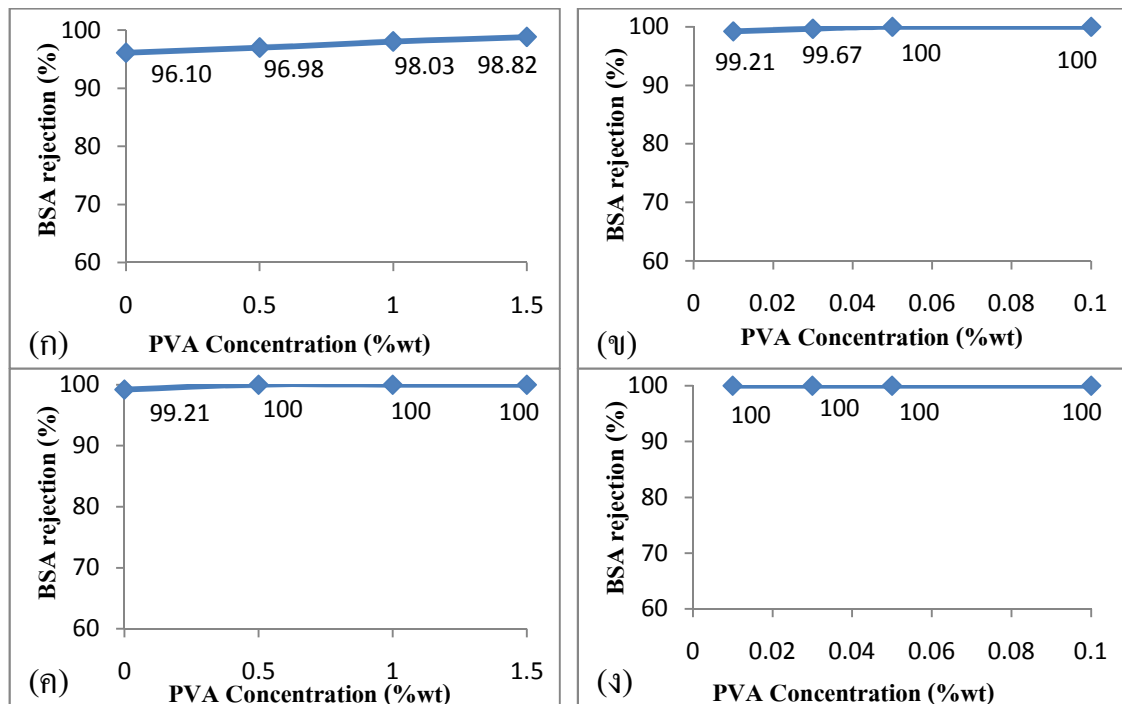 BSA rejection (%)
100
90
80
70
60
96.10 96.98 98.03 98.82
0 0.5 1 1.5
(ก) PVA Concentration (%wt)
BSA rejection (%)
100
90
80
70
60
99.21 99.67 100 100
0 0.02 0.04 0.06 0.08 0.1
(ข) PVA Concentration (%wt)
BSA rejection (%)
100
90
80
70
60
99.21 100 100 100
0 0.5 1 1.5
(ค) PVA Concentration (%wt)
BSA rejection (%)
100
90
80
70
60
100 100 100 100
0 0.02 0.04 0.06 0.08 0.1
(ง) PVA Concentration (%wt)